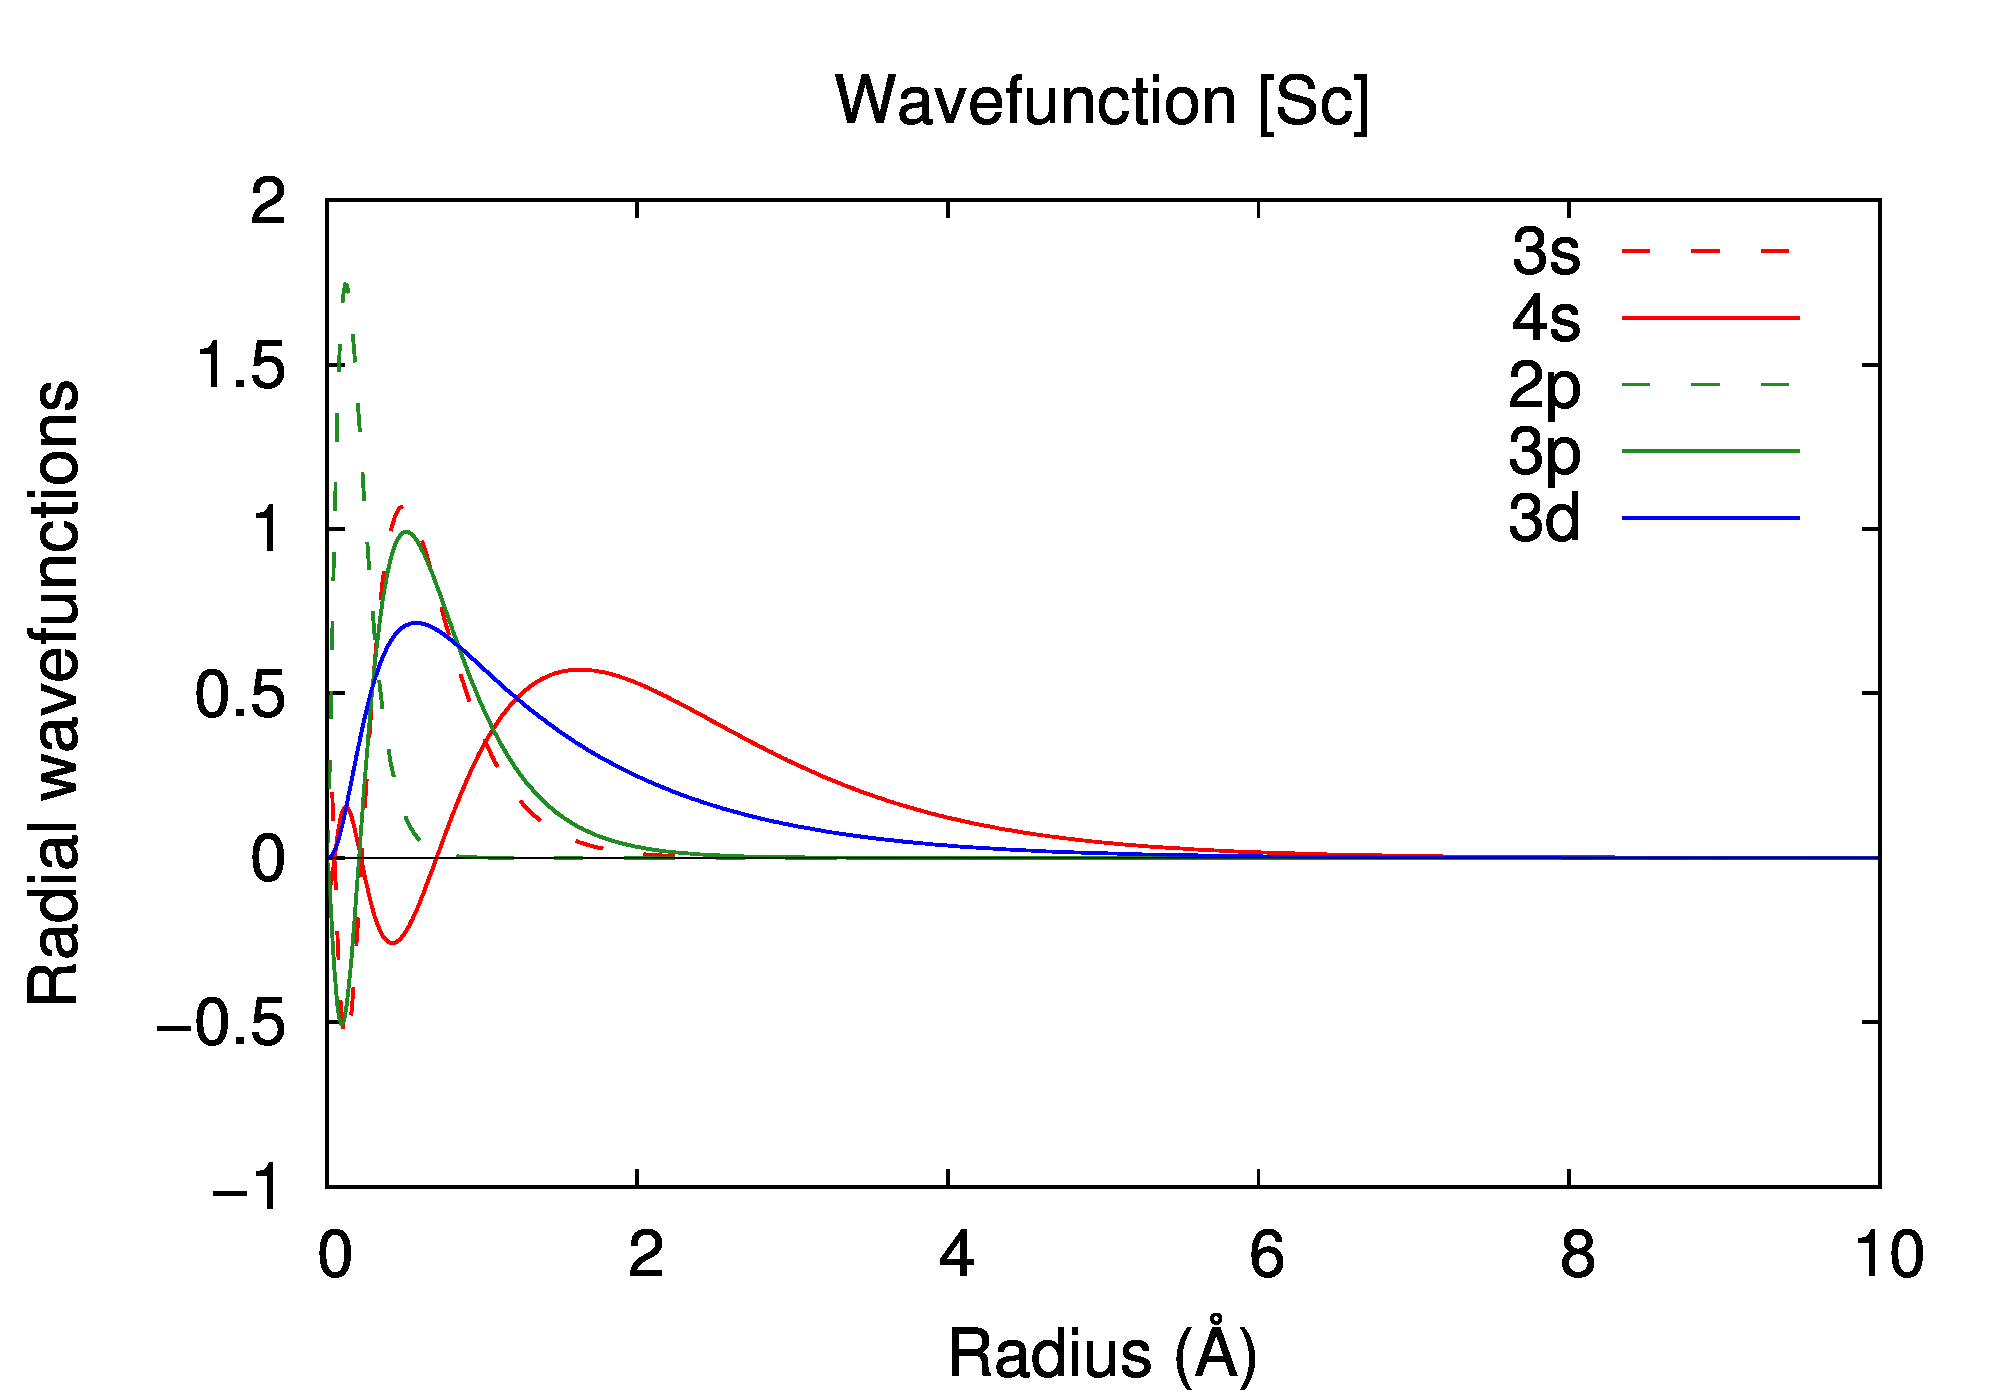 Wavefunction [Sc]
2
1.5
1
0.5
0
−0.5
−1
Radial wavefunctions
3s
4s
2p
3p
3d
0 2 4 6 8 10
Radius (Å)